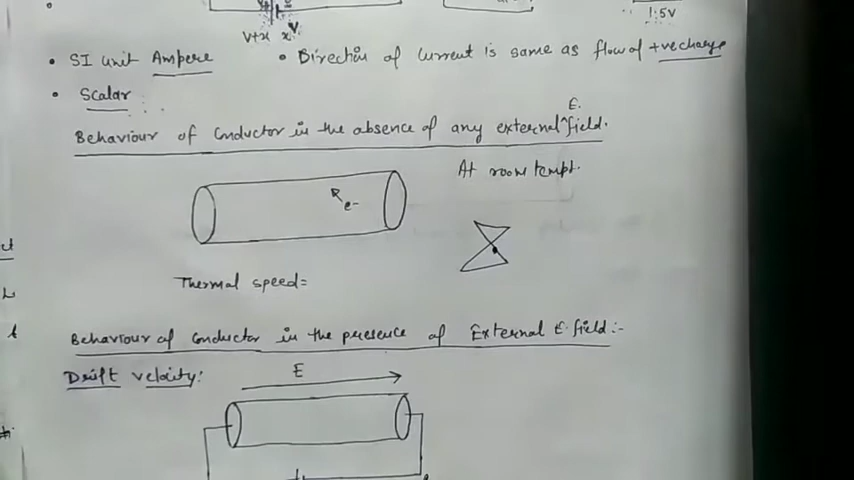 1.5V
V+x x V
• SI unit Ampere • Direction of Current is same as flow of +ve charge
• Scalar
E.
Behaviour of Conductor in the absence of any external ^ field.
At room tempt.
e-
Thermal speed=
Behaviour of Conductor in the presence of External E. field:-
Drift velocity:
E